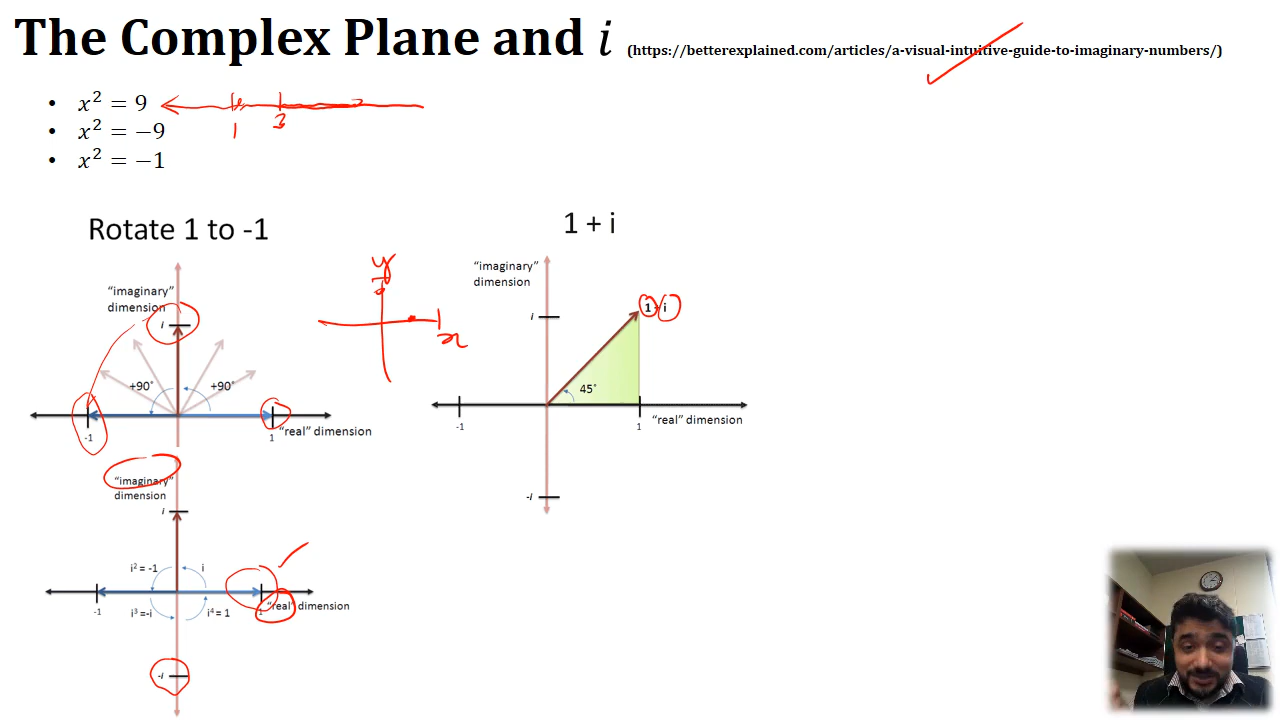 The Complex Plane and i (https://betterexplained.com/articles/a-visual-intuitive-guide-to-imaginary-numbers/)
• x² = 9
• x² = −9
• x² = −1
1
3
Rotate 1 to -1
"imaginary"
dimension
i
+90°
+90°
-1
1
"real" dimension
y
x
1 + i
"imaginary"
dimension
1 + i
i
45°
-1
1
"real" dimension
-i
"imaginary"
dimension
i
i² = -1
i
-1
1
"real" dimension
i³ =-i
i⁴ = 1
-i